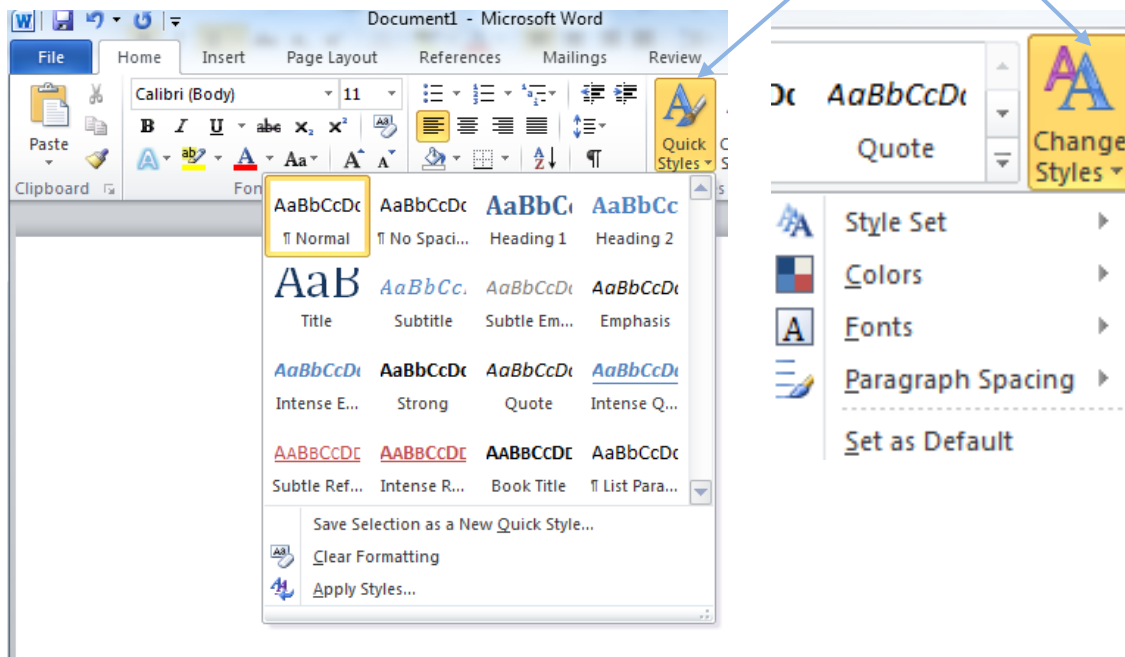 W Document1 - Microsoft Word
File Home Insert Page Layout References Mailings Review
Calibri (Body) 11
B I U abc x₂ x² Aa A A
Paste
Quick
Styles
Clipboard Fon
AaBbCcDc AaBbCcDc AaBbC AaBbCc
¶ Normal ¶ No Spaci... Heading 1 Heading 2
AaB AaBbCc. AaBbCcDc AaBbCcDc
Title Subtitle Subtle Em... Emphasis
AaBbCcDc AaBbCcDc AaBbCcDc AaBbCcDc
Intense E... Strong Quote Intense Q...
AaBbCcDc AaBbCcDc AaBbCcDc AaBbCcDc
Subtle Ref... Intense R... Book Title ¶ List Para...
Save Selection as a New Quick Style...
Clear Formatting
Apply Styles...
AaBbCcDc
Quote
Change
Styles
Style Set
Colors
A Fonts
Paragraph Spacing
Set as Default